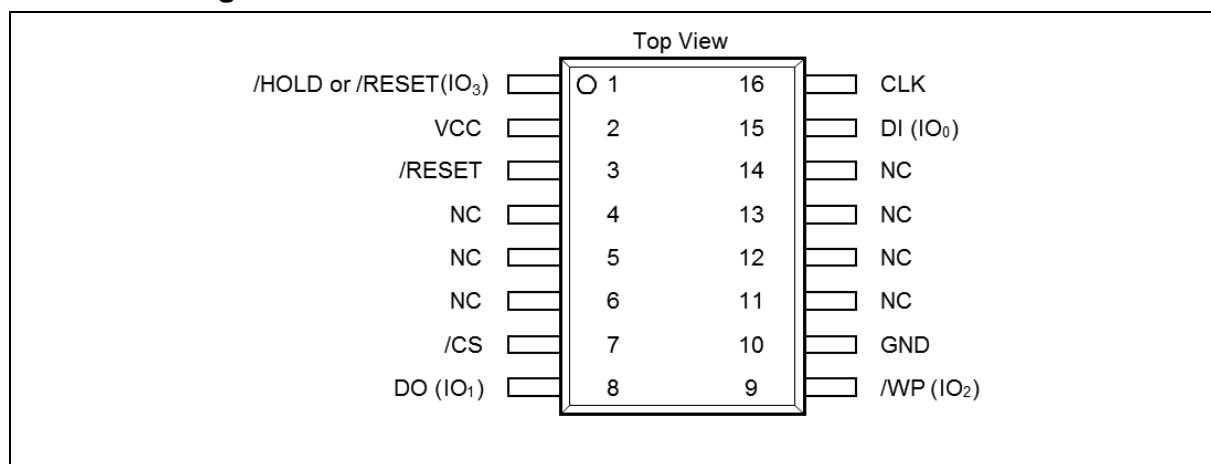 Top View
/HOLD or /RESET(IO₃) 1 16 CLK
VCC 2 15 DI (IO₀)
/RESET 3 14 NC
NC 4 13 NC
NC 5 12 NC
NC 6 11 NC
/CS 7 10 GND
DO (IO₁) 8 9 /WP (IO₂)